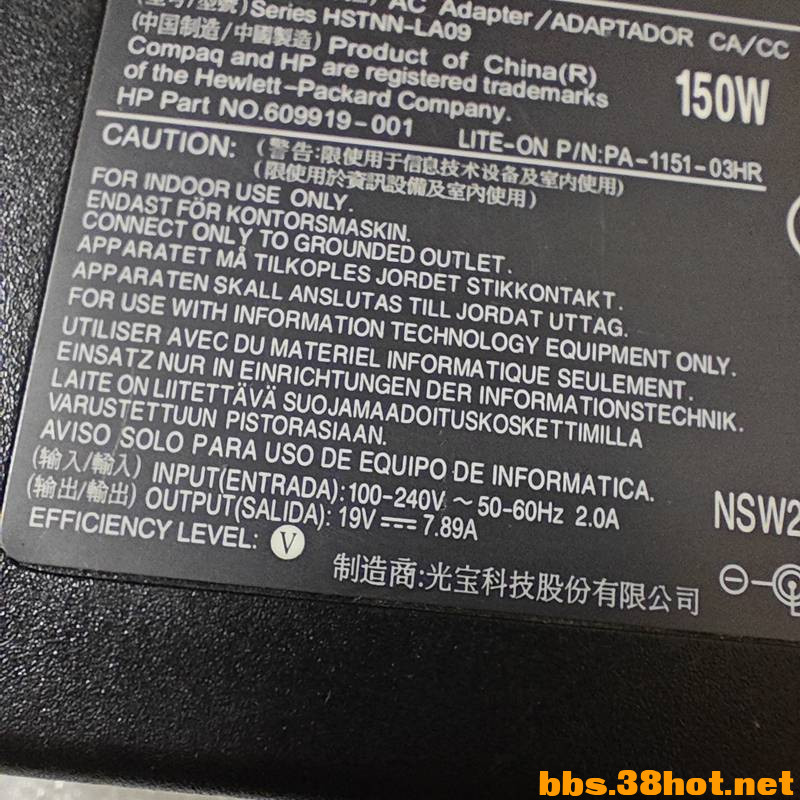 AC Adapter/ADAPTADOR CA/CC
(型号/型號)Series HSTNN-LA09
(中国制造/中國製造) Product of China(R)
Compaq and HP are registered trademarks
of the Hewlett-Packard Company.
150W
HP Part NO.609919-001 LITE-ON P/N:PA-1151-03HR
CAUTION: (警告:限使用于信息技术设备及室内使用)
(限使用於資訊設備及室內使用)
FOR INDOOR USE ONLY.
ENDAST FÖR KONTORSMASKIN.
CONNECT ONLY TO GROUNDED OUTLET.
APPARATET MÅ TILKOPLES JORDET STIKKONTAKT.
APPARATEN SKALL ANSLUTAS TILL JORDAT UTTAG.
FOR USE WITH INFORMATION TECHNOLOGY EQUIPMENT ONLY.
UTILISER AVEC DU MATERIEL INFORMATIQUE SEULEMENT.
EINSATZ NUR IN EINRICHTUNGEN DER INFORMATIONSTECHNIK.
LAITE ON LIITETTÄVÄ SUOJAMAADOITUSKOSKETTIMILLA
VARUSTETTUUN PISTORASIAAN.
AVISO SOLO PARA USO DE EQUIPO DE INFORMATICA.
(输入/輸入) INPUT(ENTRADA):100-240V ~ 50-60Hz 2.0A
(输出/輸出) OUTPUT(SALIDA): 19V⎓7.89A
EFFICIENCY LEVEL: V
NSW2
制造商:光宝科技股份有限公司
bbs.38hot.net